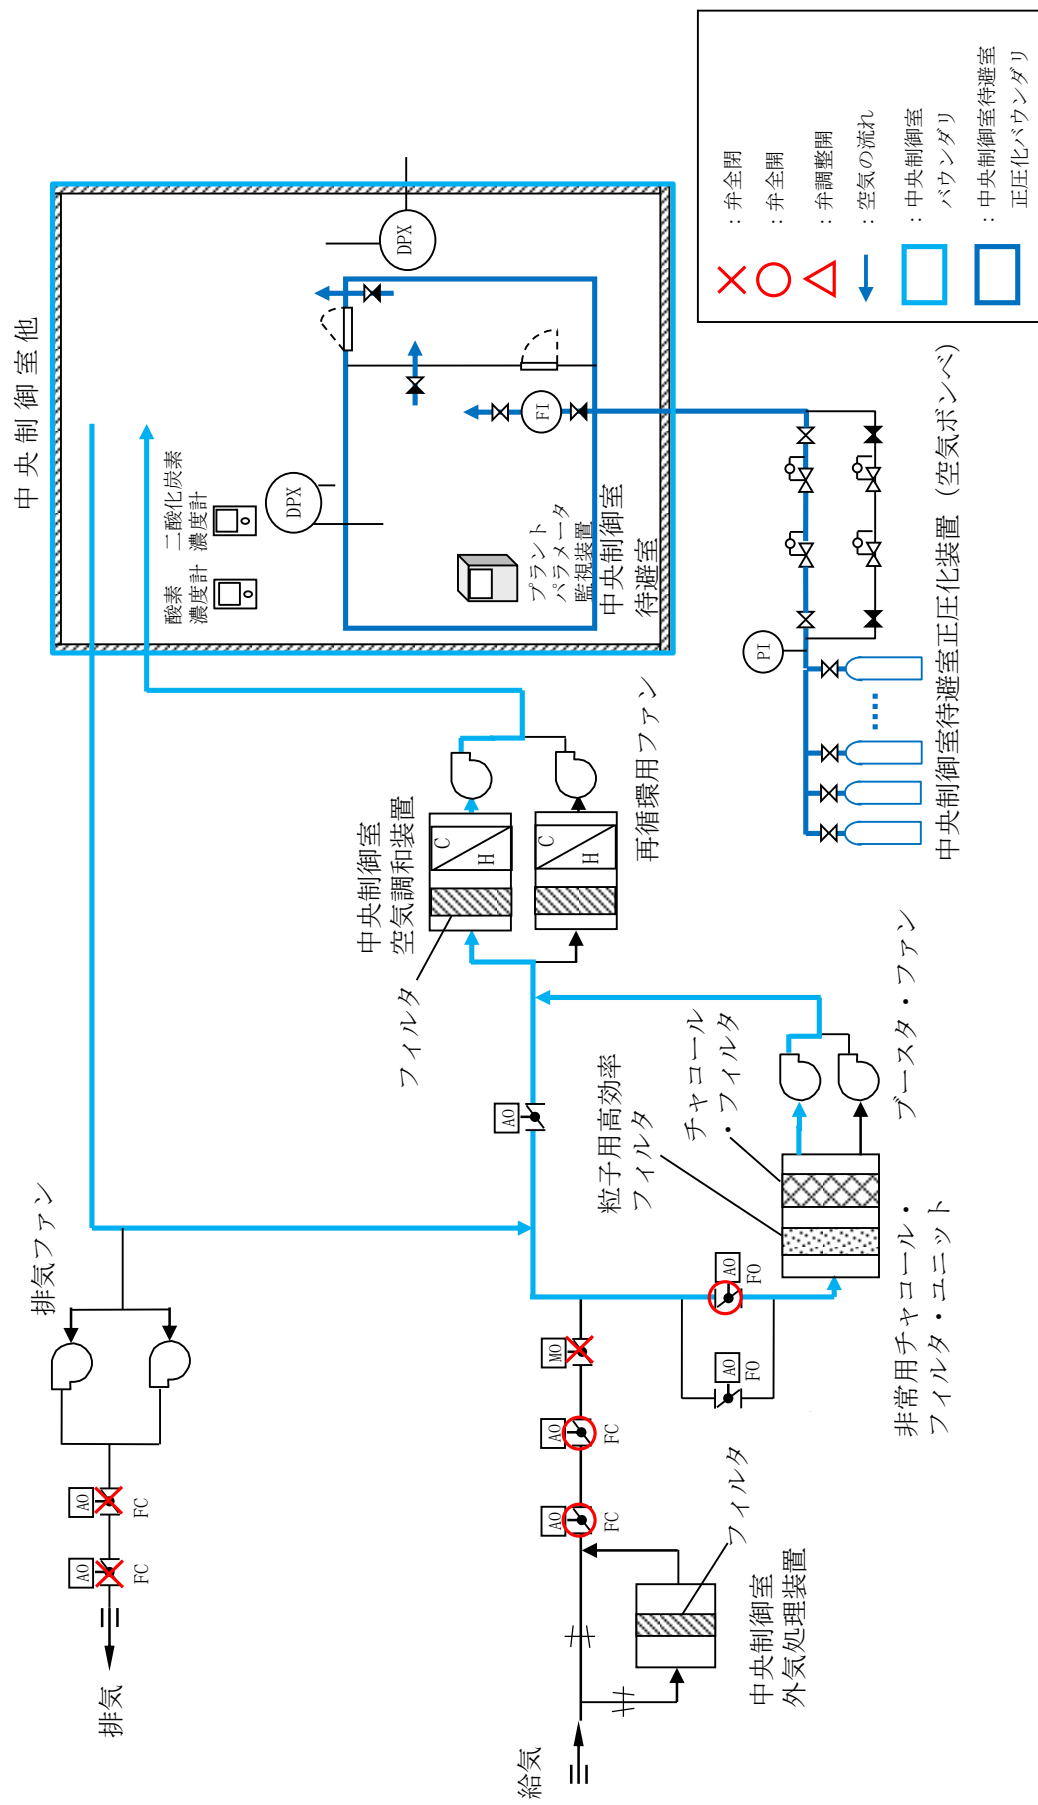 中央制御室他
酸素
濃度計
二酸化炭素
濃度計
DPX
DPX
プラント
パラメータ
監視装置
中央制御室
待避室
FI
PI
中央制御室待避室正圧化装置（空気ボンベ）
排気ファン
排気
AO
FC
AO
FC
給気
AO
FC
AO
FC
MO
フィルタ
中央制御室
外気処理装置
AO
FO
AO
FO
AO
粒子用高効率
フィルタ
チャコール
・フィルタ
ブースタ・ファン
非常用チャコール・
フィルタ・ユニット
フィルタ
中央制御室
空気調和装置
C
H
C
H
再循環用ファン
：弁全閉
：弁全開
：弁調整開
：空気の流れ
：中央制御室
バウンダリ
：中央制御室待避室
正圧化バウンダリ